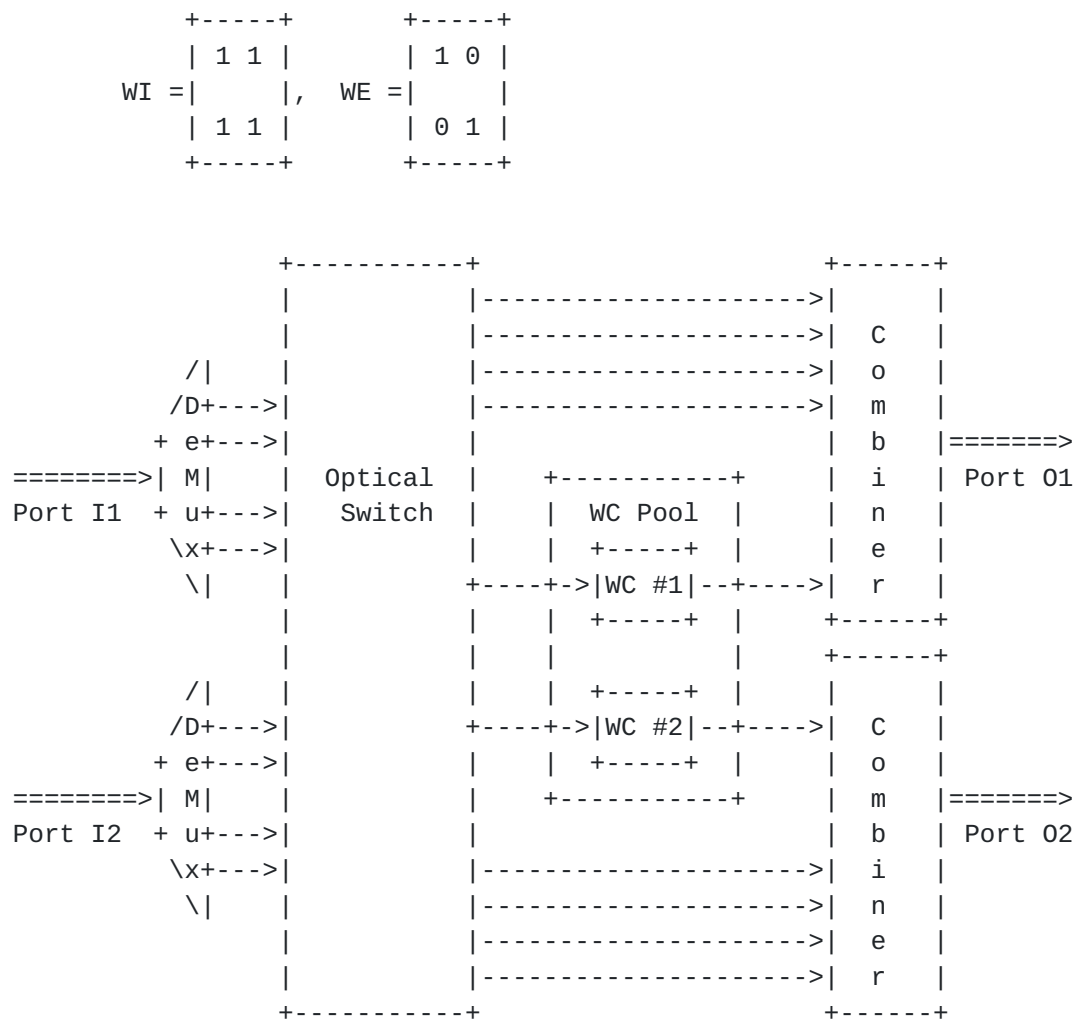 +-----+          +-----+
              | 1 1 |          | 1 0 |
        WI =|     |,  WE =|     |
              | 1 1 |          | 0 1 |
              +-----+          +-----+

                 +-----------+                      +------+
                 |           |--------------------->|      |
                 |           |--------------------->|  C   |
           /|    |           |--------------------->|  o   |
          /D+--->|           |--------------------->|  m   |
         + e+--->|           |                      |  b   |=======>
========>| M|    |  Optical  |    +-----------+     |  i   | Port O1
Port I1  + u+--->|   Switch  |    |  WC Pool  |     |  n   |
          \x+--->|           |    |  +-----+  |     |  e   |
           \|    |           +----+->|WC #1|--+---->|  r   |
                 |           |    |  +-----+  |     +------+
                 |           |    |           |     +------+
           /|    |           |    |  +-----+  |     |      |
          /D+--->|           +----+->|WC #2|--+---->|  C   |
         + e+--->|           |    |  +-----+  |     |  o   |
========>| M|    |           |    +-----------+     |  m   |=======>
Port I2  + u+--->|           |                      |  b   | Port O2
          \x+--->|           |--------------------->|  i   |
           \|    |           |--------------------->|  n   |
                 |           |--------------------->|  e   |
                 |           |--------------------->|  r   |
                 +-----------+                      +------+